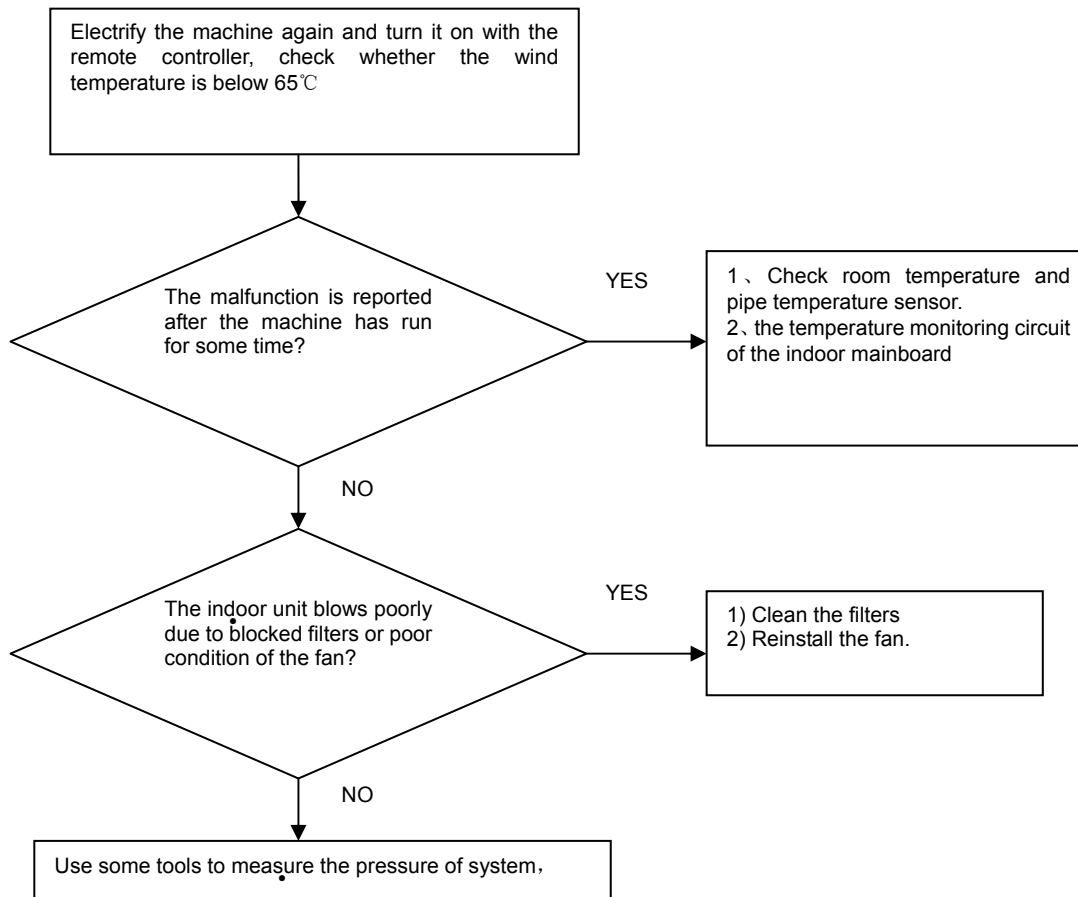 Electrify the machine again and turn it on with the
remote controller, check whether the wind
temperature is below 65℃
The malfunction is reported
after the machine has run
for some time?
YES
1、Check room temperature and
pipe temperature sensor.
2、the temperature monitoring circuit
of the indoor mainboard
NO
The indoor unit blows poorly
due to blocked filters or poor
condition of the fan?
YES
1) Clean the filters
2) Reinstall the fan.
NO
Use some tools to measure the pressure of system，